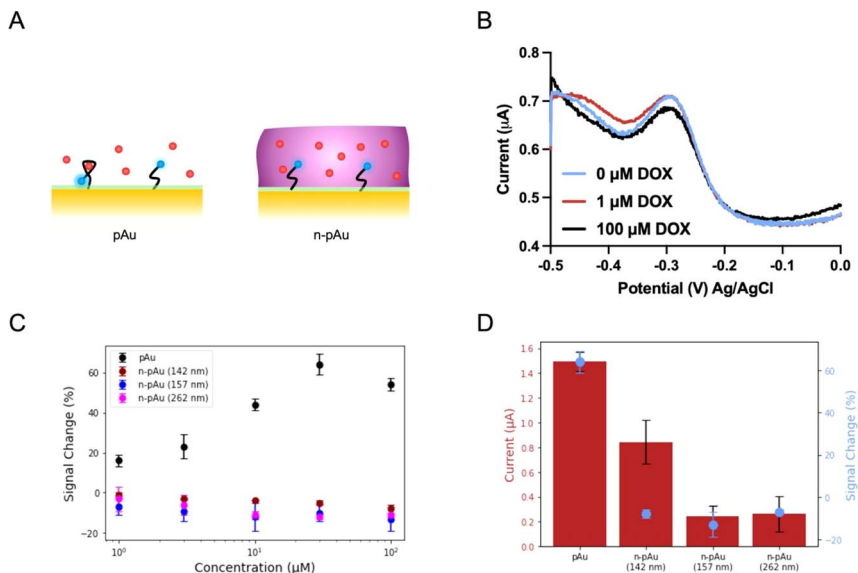 A
pAu
n-pAu
B
0.8
0.7
0.6
0.5
0.4
Current (μA)
0 μM DOX
1 μM DOX
100 μM DOX
-0.5
-0.4
-0.3
-0.2
-0.1
0.0
Potential (V) Ag/AgCl
C
pAu
n-pAu (142 nm)
n-pAu (157 nm)
n-pAu (262 nm)
60
40
20
0
−20
Signal Change (%)
10⁰
10¹
10²
Concentration (μM)
D
1.6
1.4
1.2
1.0
0.8
0.6
0.4
0.2
0.0
Current (μA)
60
40
20
0
−20
Signal Change (%)
pAu
n-pAu
(142 nm)
n-pAu
(157 nm)
n-pAu
(262 nm)